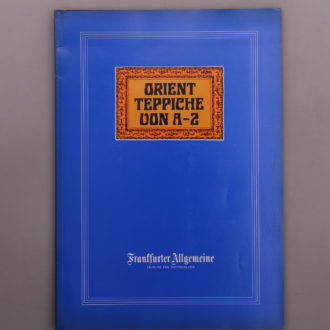 ORIENT
TEPPICHE
VON A-Z
Frankfurter Allgemeine
ZEITUNG FÜR DEUTSCHLAND